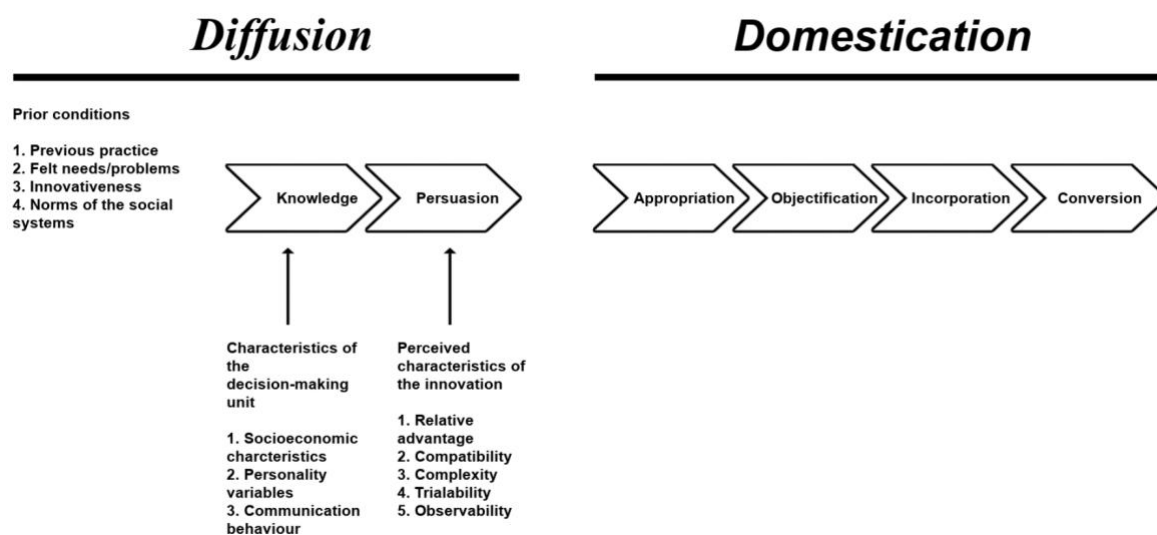 Diffusion
Domestication
Prior conditions
1. Previous practice
2. Felt needs/problems
3. Innovativeness
4. Norms of the social
systems
Knowledge
Persuasion
Appropriation
Objectification
Incorporation
Conversion
Characteristics of
the
decision-making
unit
1. Socioeconomic
charcteristics
2. Personality
variables
3. Communication
behaviour
Perceived
characteristics of
the innovation
1. Relative
advantage
2. Compatibility
3. Complexity
4. Trialability
5. Observability